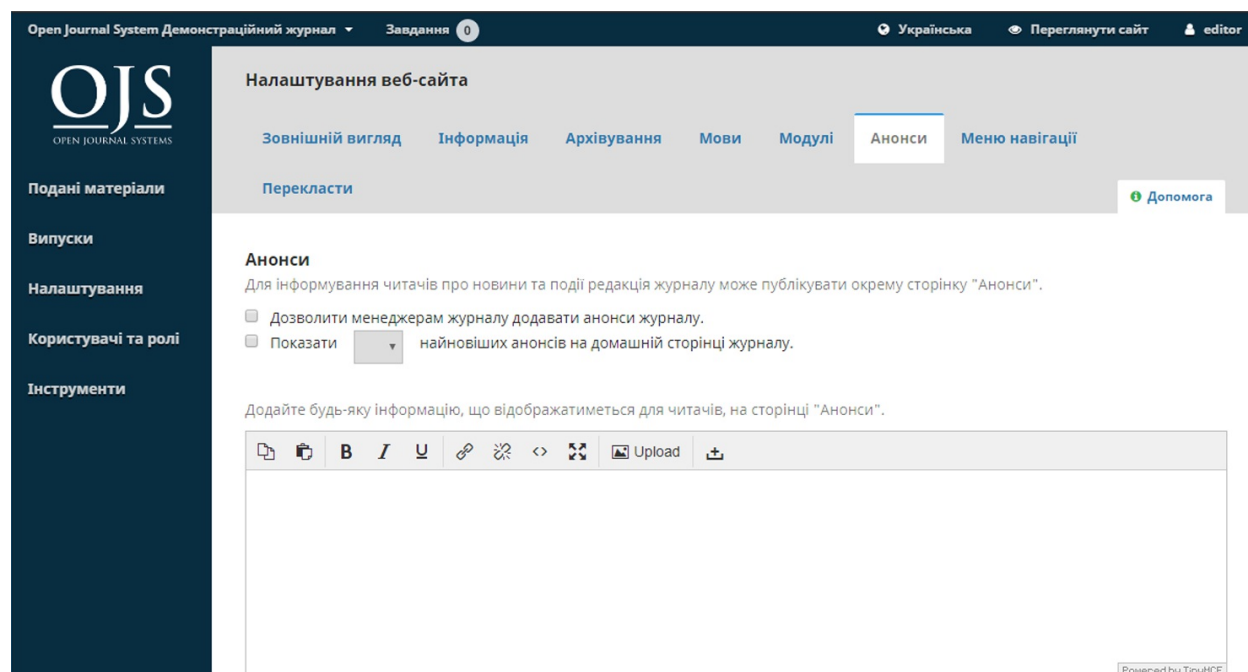 Open Journal System Демонстраційний журнал Завдання 0 Українська Переглянути сайт editor
OJS
OPEN JOURNAL SYSTEMS
Подані матеріали
Випуски
Налаштування
Користувачі та ролі
Інструменти
Налаштування веб-сайта
Зовнішній вигляд Інформація Архівування Мови Модулі Анонси Меню навігації
Перекласти
Допомога
Анонси
Для інформування читачів про новини та події редакція журналу може публікувати окрему сторінку "Анонси".
Дозволити менеджерам журналу додавати анонси журналу.
Показати найновіших анонсів на домашній сторінці журналу.
Додайте будь-яку інформацію, що відображатиметься для читачів, на сторінці "Анонси".
B I U Upload
Powered by TinyMCE